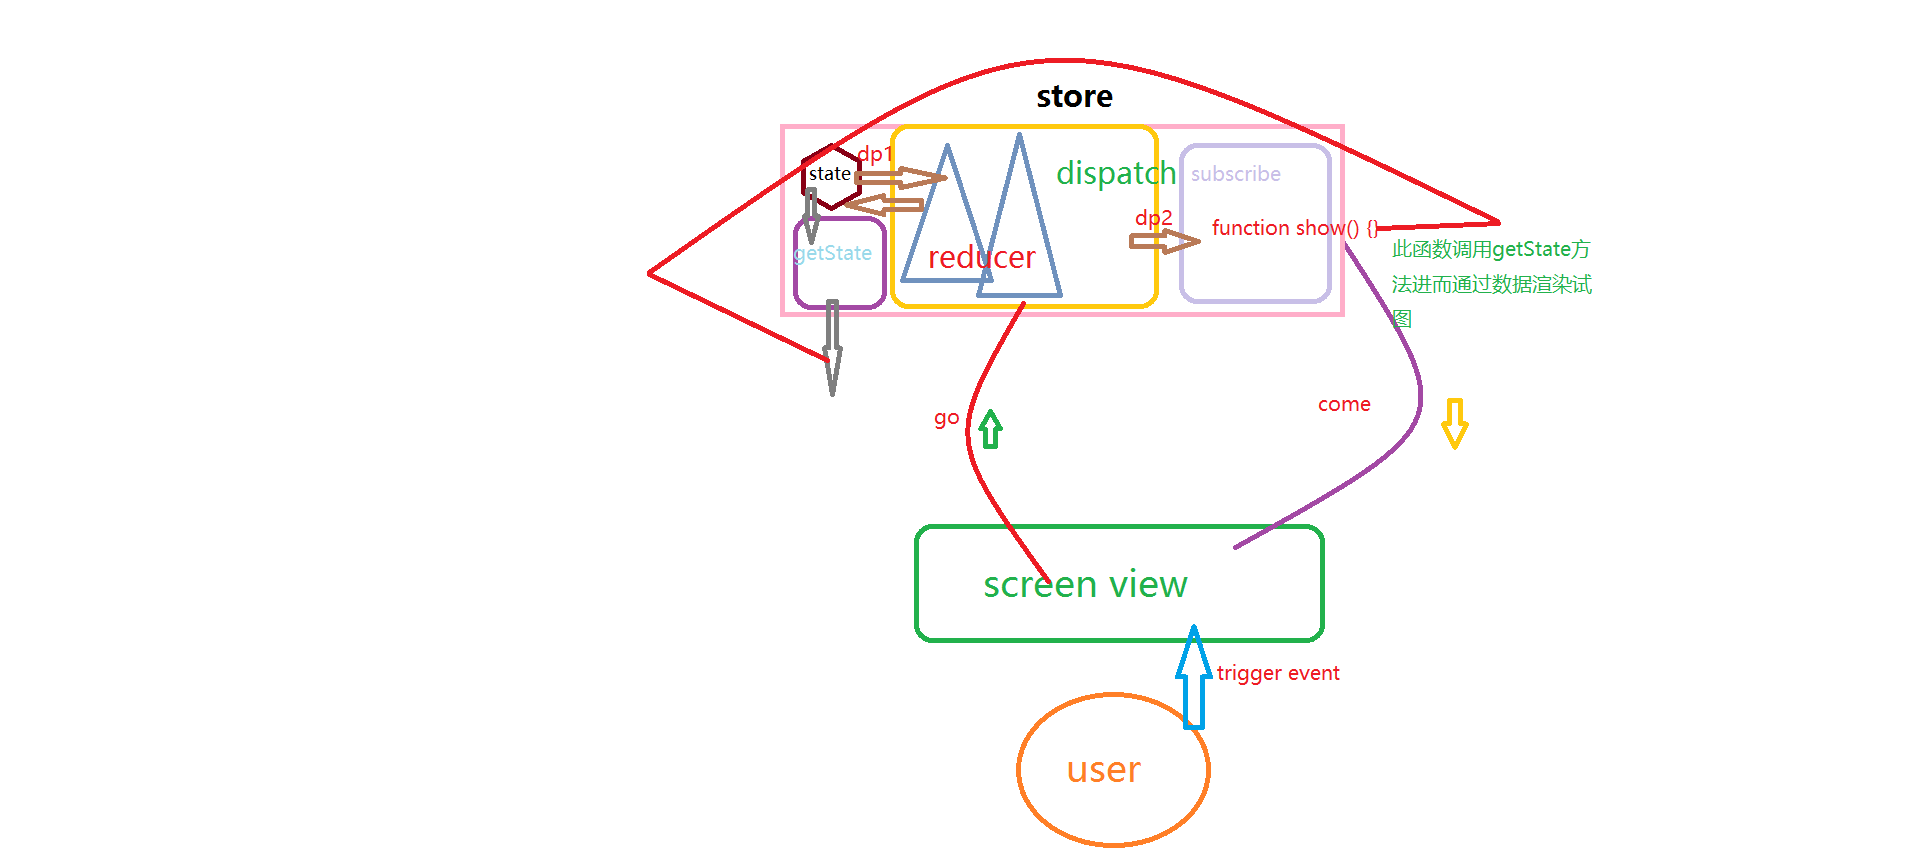 store
dp1
state
dispatch
subscribe
dp2
function show() {}
getState
reducer
此函数调用getState方
法进而通过数据渲染试
图
go
come
screen view
trigger event
user